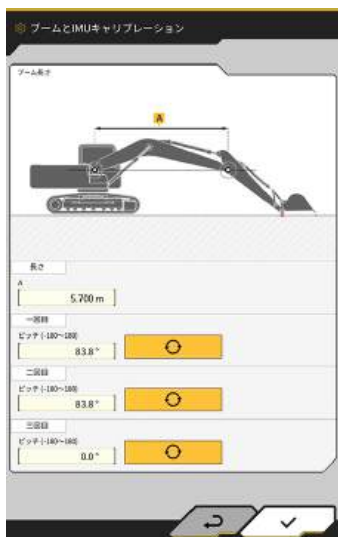 ブームとIMUキャリブレーション
ブーム長さ
A
長さ
A
5.700 m
一回目
ピッチ (-180～180)
83.8 °
二回目
ピッチ (-180～180)
83.8 °
三回目
ピッチ (-180～180)
0.0 °